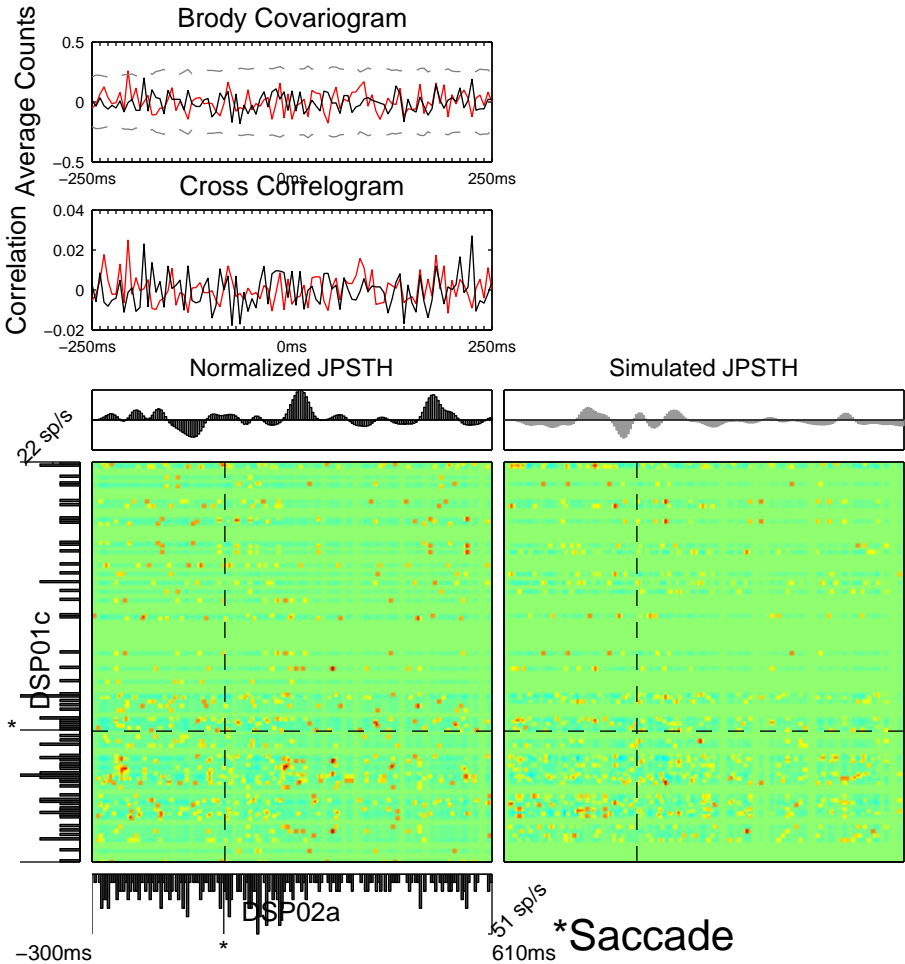 Brody Covariogram
Average Counts
0.5
0
−0.5
−250ms
0ms
250ms
Cross Correlogram
Correlation
0.04
0.02
0
−0.02
−250ms
0ms
250ms
Normalized JPSTH
Simulated JPSTH
22 sp/s
DSP01c
*
DSP02a
51 sp/s
*
−300ms
610ms
*Saccade